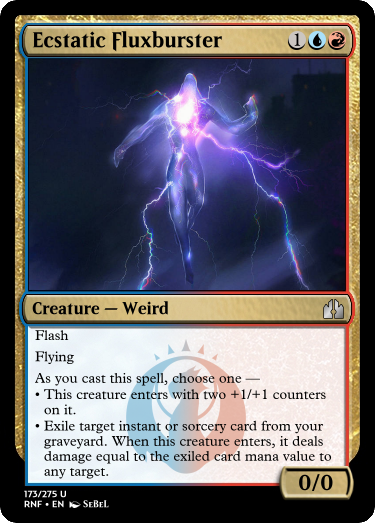 Ecstatic Fluxburster 1
Creature — Weird
Flash
Flying
As you cast this spell, choose one —
• This creature enters with two +1/+1 counters
on it.
• Exile target instant or sorcery card from your
graveyard. When this creature enters, it deals
damage equal to the exiled card mana value to
any target.
0/0
173/275 U
RNF • EN SeBeL